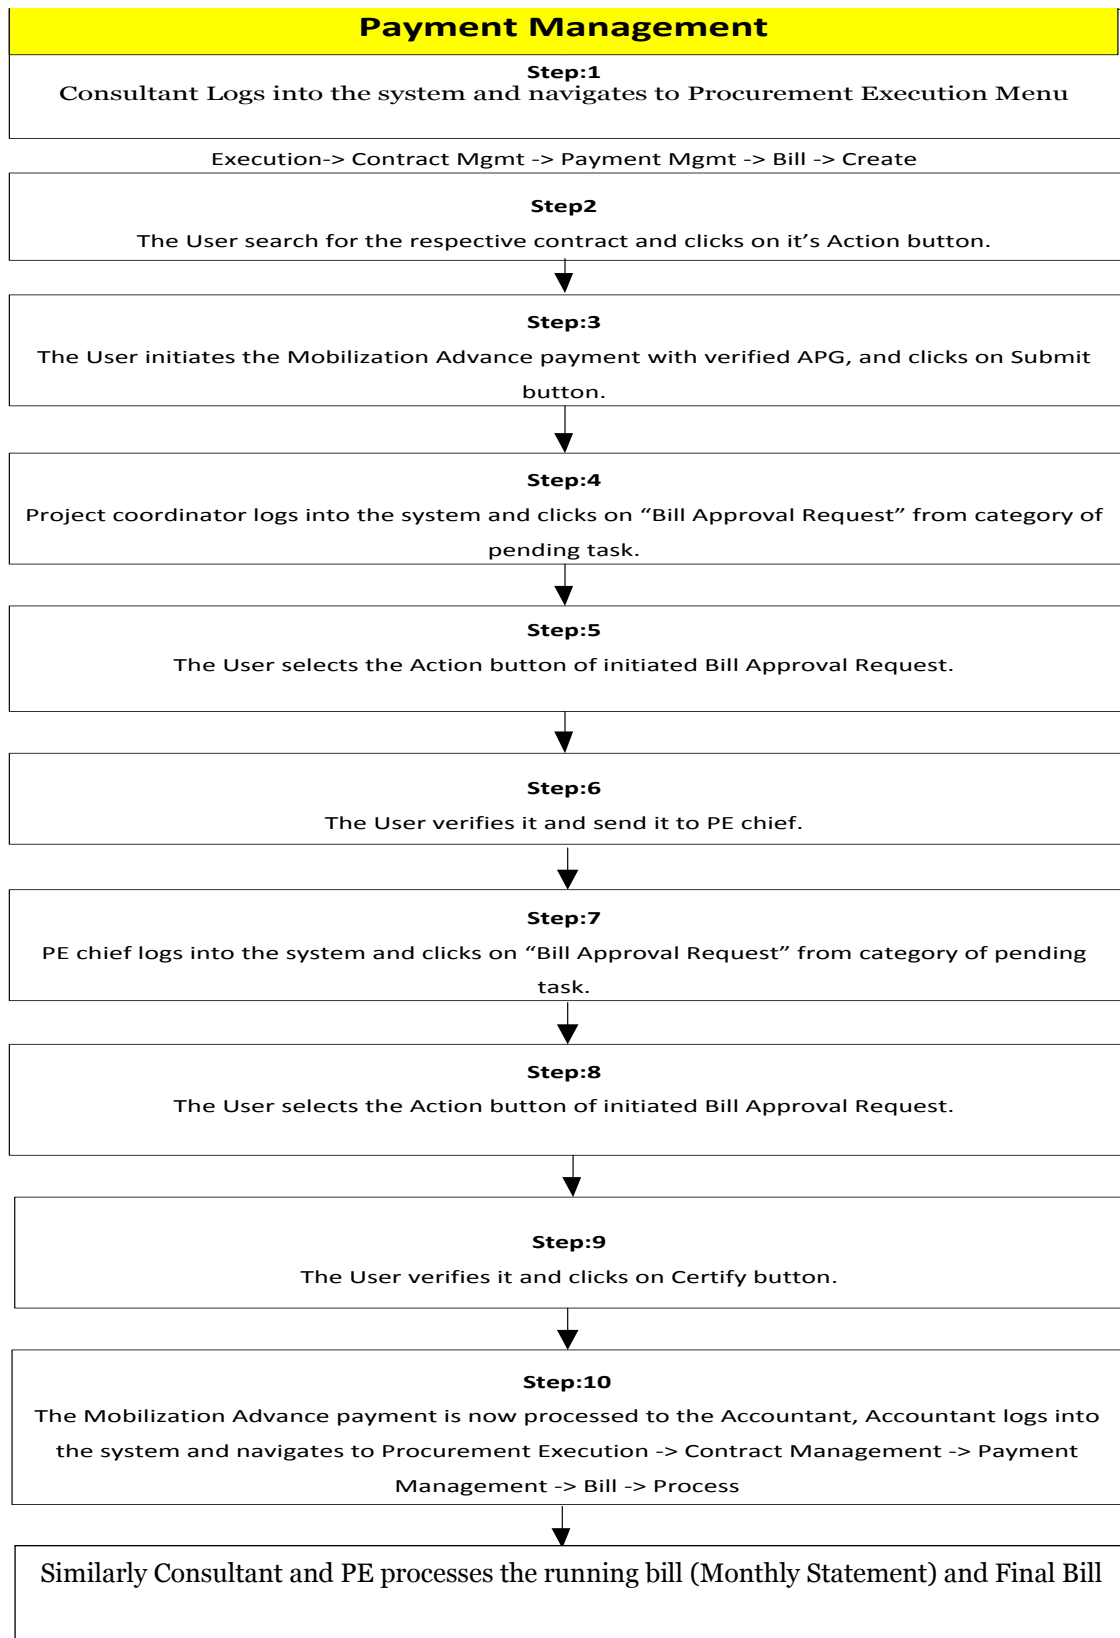 Payment Management
Step:1
Consultant Logs into the system and navigates to Procurement Execution Menu
Execution-> Contract Mgmt -> Payment Mgmt -> Bill -> Create
Step2
The User search for the respective contract and clicks on it’s Action button.
Step:3
The User initiates the Mobilization Advance payment with verified APG, and clicks on Submit
button.
Step:4
Project coordinator logs into the system and clicks on “Bill Approval Request” from category of
pending task.
Step:5
The User selects the Action button of initiated Bill Approval Request.
Step:6
The User verifies it and send it to PE chief.
Step:7
PE chief logs into the system and clicks on “Bill Approval Request” from category of pending
task.
Step:8
The User selects the Action button of initiated Bill Approval Request.
Step:9
The User verifies it and clicks on Certify button.
Step:10
The Mobilization Advance payment is now processed to the Accountant, Accountant logs into
the system and navigates to Procurement Execution -> Contract Management -> Payment
Management -> Bill -> Process
Similarly Consultant and PE processes the running bill (Monthly Statement) and Final Bill